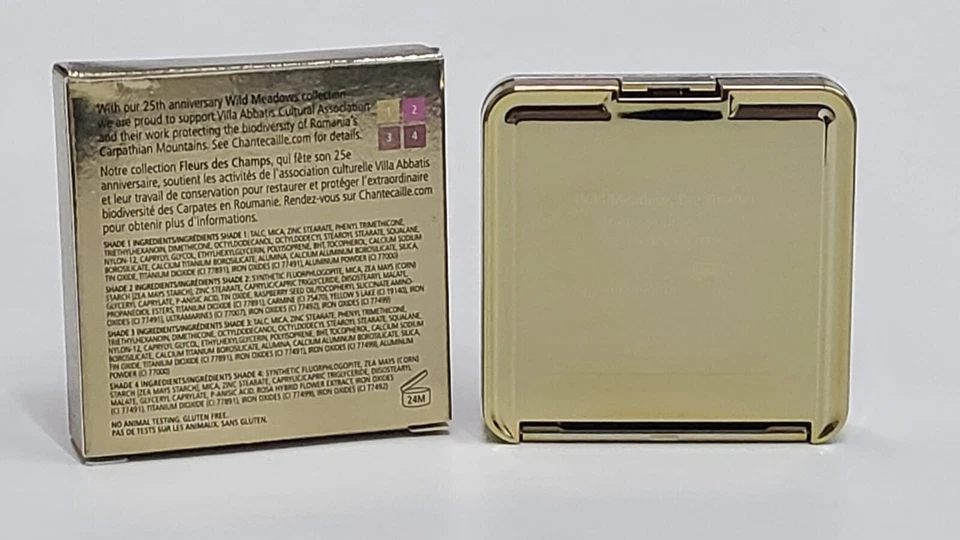 With our 25th anniversary Wild Meadows collection
we are proud to support Villa Abbatis Cultural Association
and their work protecting the biodiversity of Romania's
Carpathian Mountains. See Chantecaille.com for details.
2
3 4
Notre collection Fleurs des Champs, qui fête son 25e
anniversaire, soutient les activités de l'association culturelle Villa Abbatis
et leur travail de conservation pour restaurer et protéger l'extraordinaire
biodiversité des Carpates en Roumanie. Rendez-vous sur Chantecaille.com
pour obtenir plus d'informations.
SHADE 1 INGREDIENTS/INGRÉDIENTS SHADE 1: TALC, MICA, ZINC STEARATE, PHENYL TRIMETHICONE,
TRIETHYLHEXANOIN, DIMETHICONE, OCTYLDODECANOL, OCTYLDODECYL STEAROYL STEARATE, SQUALANE,
NYLON-12, CAPRYLYL GLYCOL, ETHYLHEXYLGLYCERIN, POLYISOPRENE, BHT, TOCOPHEROL, CALCIUM SODIUM
BOROSILICATE, CALCIUM TITANIUM BOROSILICATE, ALUMINA, CALCIUM ALUMINUM BOROSILICATE, SILICA,
TIN OXIDE, TITANIUM DIOXIDE (CI 77891), IRON OXIDES (CI 77491), ALUMINUM POWDER (CI 77000)
SHADE 2 INGREDIENTS/INGRÉDIENTS SHADE 2: SYNTHETIC FLUORPHLOGOPITE, MICA, ZEA MAYS (CORN)
STARCH [ZEA MAYS STARCH], ZINC STEARATE, CAPRYLIC/CAPRIC TRIGLYCERIDE, DIISOSTEARYL MALATE,
GLYCERYL CAPRYLATE, P-ANISIC ACID, TIN OXIDE, RASPBERRY SEED OIL/TOCOPHERYL SUCCINATE AMINO-
PROPANEDIOL ESTERS, TITANIUM DIOXIDE (CI 77891), CARMINE (CI 75470), YELLOW 5 LAKE (CI 19140), IRON
OXIDES (CI 77491), ULTRAMARINES (CI 77007), IRON OXIDES (CI 77492), IRON OXIDES (CI 77499)
SHADE 3 INGREDIENTS/INGRÉDIENTS SHADE 3: TALC, MICA, ZINC STEARATE, PHENYL TRIMETHICONE,
TRIETHYLHEXANOIN, DIMETHICONE, OCTYLDODECANOL, OCTYLDODECYL STEAROYL STEARATE, SQUALANE,
NYLON-12, CAPRYLYL GLYCOL, ETHYLHEXYLGLYCERIN, POLYISOPRENE, BHT, TOCOPHEROL, CALCIUM SODIUM
BOROSILICATE, CALCIUM TITANIUM BOROSILICATE, ALUMINA, CALCIUM ALUMINUM BOROSILICATE, SILICA,
TIN OXIDE, TITANIUM DIOXIDE (CI 77891), IRON OXIDES (CI 77491), IRON OXIDES (CI 77499), ALUMINUM
POWDER (CI 77000)
SHADE 4 INGREDIENTS/INGRÉDIENTS SHADE 4: SYNTHETIC FLUORPHLOGOPITE, ZEA MAYS (CORN)
STARCH [ZEA MAYS STARCH], MICA, ZINC STEARATE, CAPRYLIC/CAPRIC TRIGLYCERIDE, DIISOSTEARYL
MALATE, GLYCERYL CAPRYLATE, P-ANISIC ACID, ROSA HYBRID FLOWER EXTRACT, IRON OXIDES
(CI 77491), TITANIUM DIOXIDE (CI 77891), IRON OXIDES (CI 77499), IRON OXIDES (CI 77492)
24M
NO ANIMAL TESTING. GLUTEN FREE.
PAS DE TESTS SUR LES ANIMAUX. SANS GLUTEN.